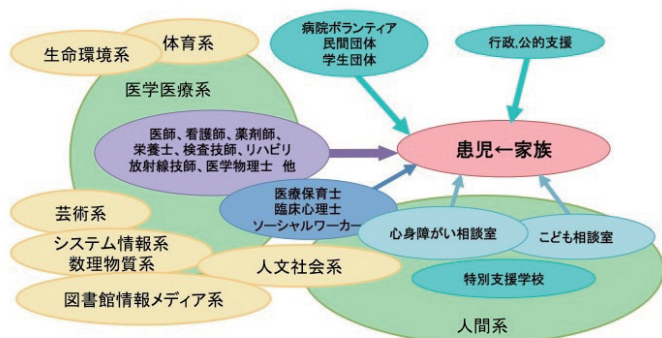 体育系
生命環境系
医学医療系
病院ボランティア
民間団体
学生団体
行政,公的支援
医師、看護師、薬剤師、
栄養士、検査技師、リハビリ
放射線技師、医学物理士 他
患児←家族
医療保育士
臨床心理士
ソーシャルワーカー
芸術系
システム情報系
数理物質系
人文社会系
図書館情報メディア系
心身障がい相談室
こども相談室
特別支援学校
人間系